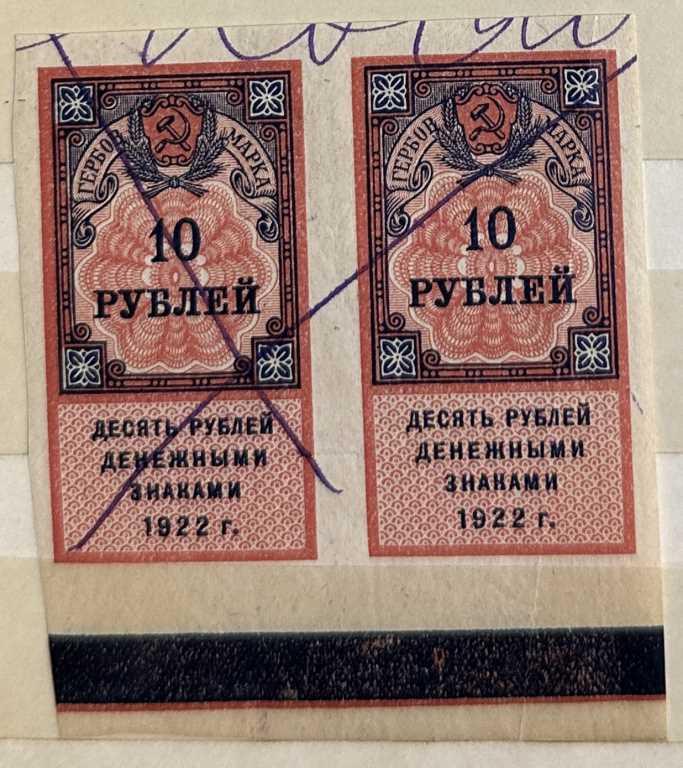 ГЕРБОВ МАРКА
10
РУБЛЕЙ
ДЕСЯТЬ РУБЛЕЙ
ДЕНЕЖНЫМИ
ЗНАКАМИ
1922 г.
ГЕРБОВ МАРКА
10
РУБЛЕЙ
ДЕСЯТЬ РУБЛЕЙ
ДЕНЕЖНЫМИ
ЗНАКАМИ
1922 г.